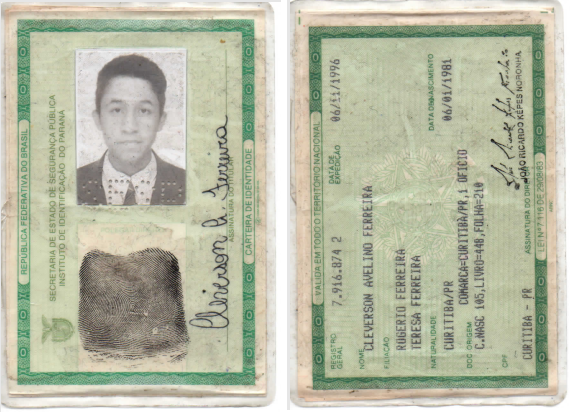 REPÚBLICA FEDERATIVA DO BRASIL
SECRETARIA DE ESTADO DE SEGURANÇA PÚBLICA
INSTITUTO DE IDENTIFICAÇÃO DO PARANÁ
Ferreira
ASSINATURA DO TITULAR
CARTEIRA DE IDENTIDADE
VÁLIDA EM TODO O TERRITÓRIO NACIONAL
REGISTRO GERAL 7.916.874 2 DATA DE EXPEDIÇÃO 06/11/1996
NOME
CLEVERSON AVELINO FERREIRA
FILIAÇÃO
ROGERIO FERREIRA
TERESA FERREIRA
NATURALIDADE DATA DE NASCIMENTO
CURITIBA/PR 06/01/1981
DOC ORIGEM COMARCA=CURITIBA/PR,1 OFICIO
C.NASC 105,LIVRO=44B,FOLHA=210
CPF
CURITIBA - PR
JOÃO RICARDO KÉPES NORONHA
ASSINATURA DO DIRETOR
LEI Nº 7.116 DE 29/08/83